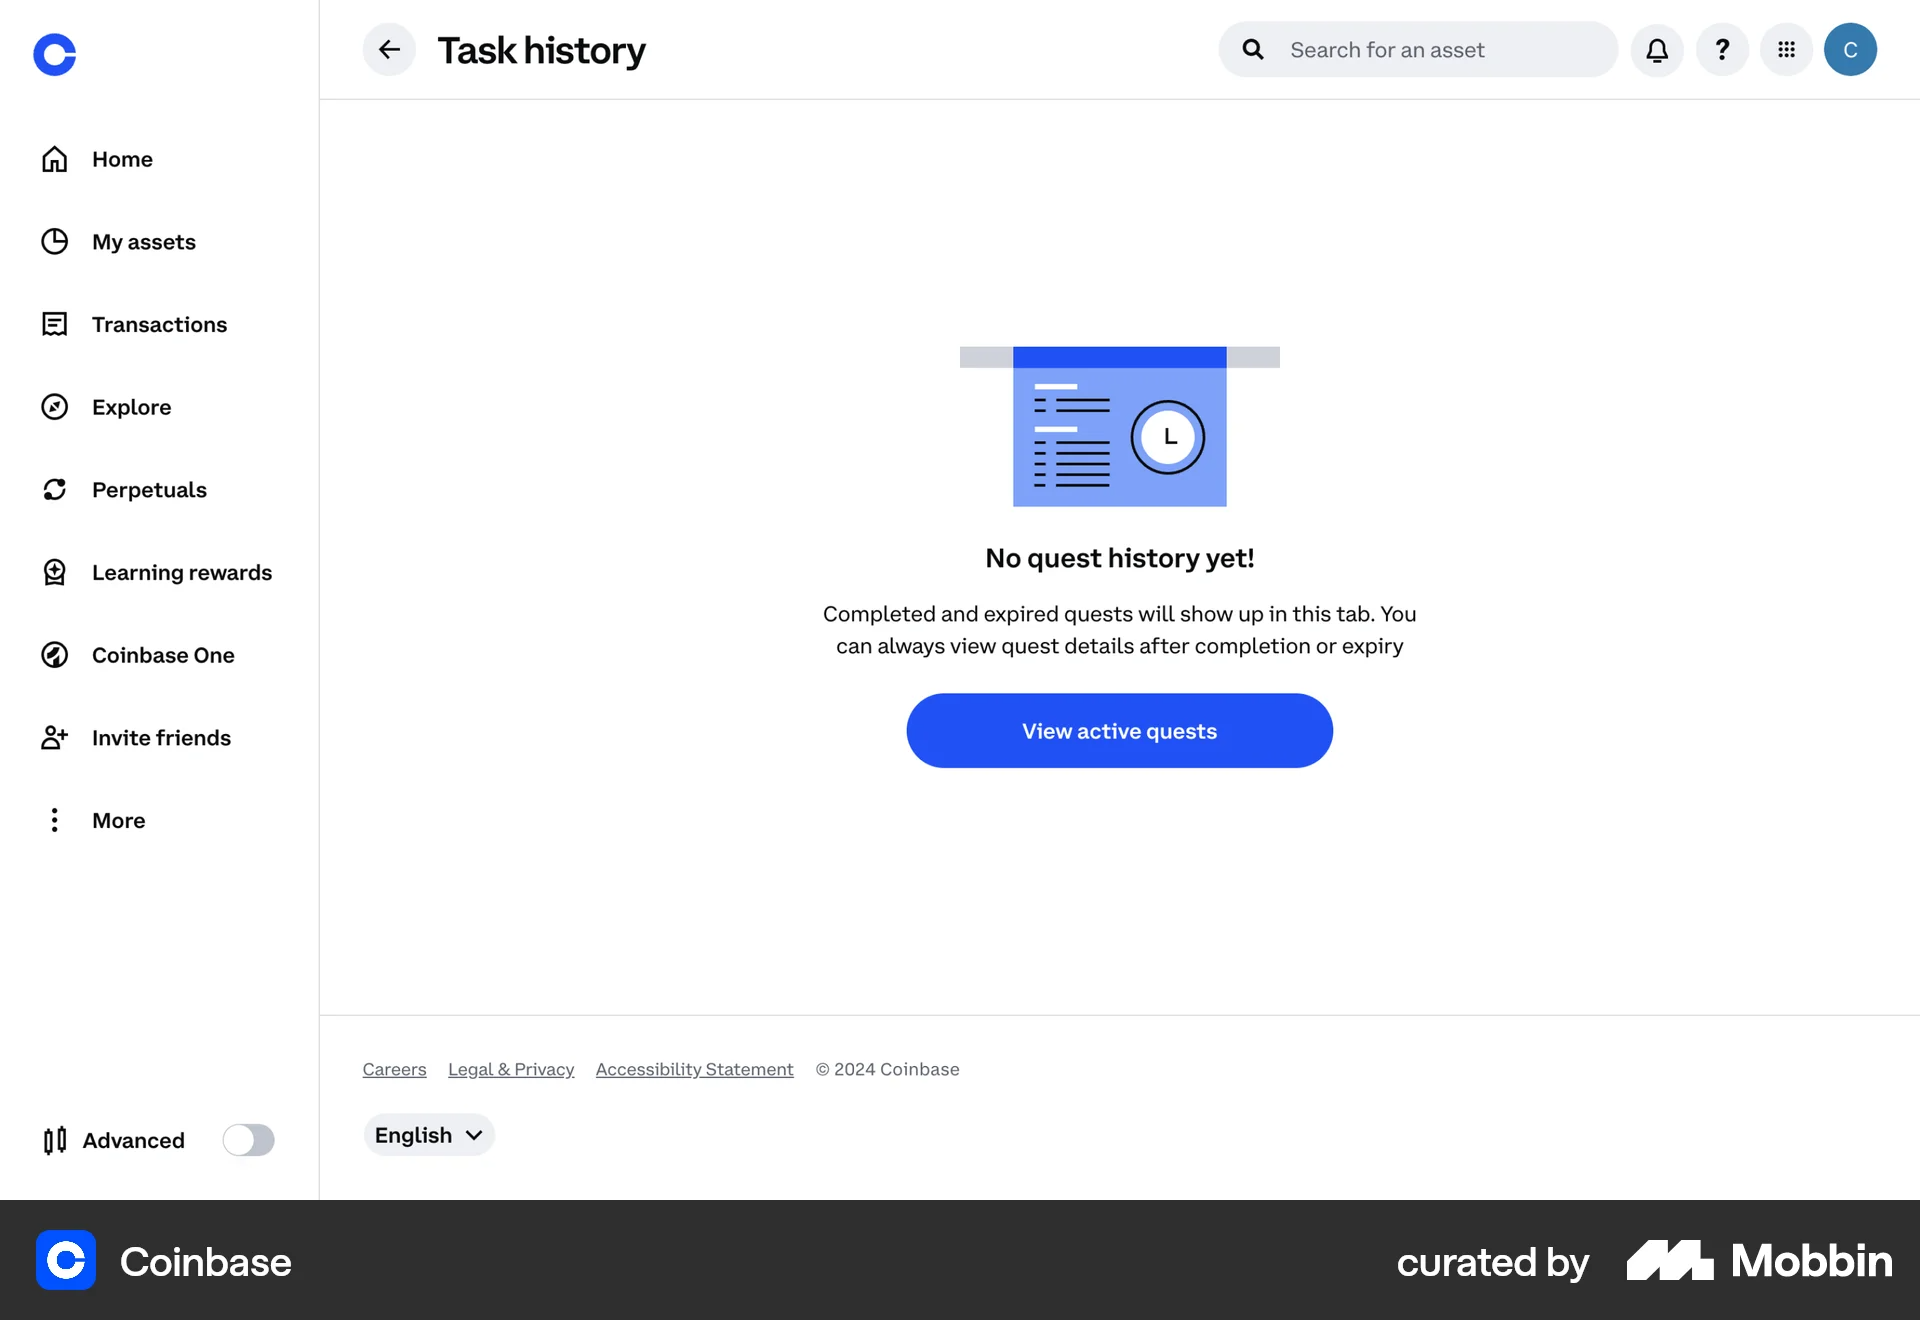 Task history
Search for an asset
?
C
Home
My assets
Transactions
Explore
Perpetuals
Learning rewards
Coinbase One
Invite friends
More
No quest history yet!
Completed and expired quests will show up in this tab. You
can always view quest details after completion or expiry
View active quests
Careers Legal & Privacy Accessibility Statement © 2024 Coinbase
English
Advanced
Coinbase
curated by Mobbin